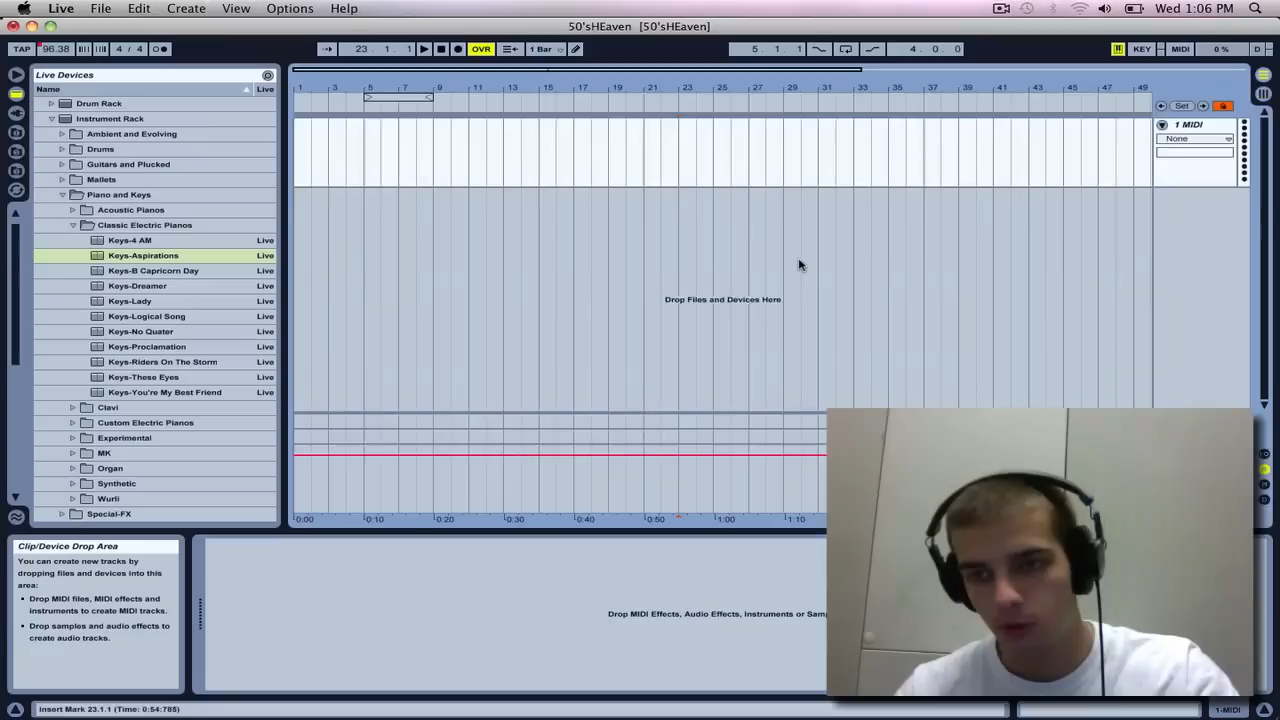 Live File Edit Create View Options Help Wed 1:06 PM
50'sHEaven [50'sHEaven]
TAP 96.38 4 / 4 23 . 1 . 1 OVR 1 Bar 5 . 1 . 1 4 . 0 . 0 KEY MIDI 0 % D
Live Devices
Name Live
1 3 5 7 9 11 13 15 17 19 21 23 25 27 29 31 33 35 37 39 41 43 45 47 49
Set
Drum Rack
Instrument Rack
Ambient and Evolving
Drums
Guitars and Plucked
Mallets
Piano and Keys
Acoustic Pianos
Classic Electric Pianos
Keys-4 AM Live
Keys-Aspirations Live
Keys-B Capricorn Day Live
Keys-Dreamer Live
Keys-Lady Live
Keys-Logical Song Live
Keys-No Quater Live
Keys-Proclamation Live
Keys-Riders On The Storm Live
Keys-These Eyes Live
Keys-You're My Best Friend Live
Clavi
Custom Electric Pianos
Experimental
MK
Organ
Synthetic
Wurli
Special-FX
1 MIDI
None
Drop Files and Devices Here
0:00 0:10 0:20 0:30 0:40 0:50 1:00 1:10
Clip/Device Drop Area
You can create new tracks by
dropping files and devices into this
area:
Drop MIDI files, MIDI effects and
instruments to create MIDI tracks.
Drop samples and audio effects to
create audio tracks.
Drop MIDI Effects, Audio Effects, Instruments or Samp
Insert Mark 23.1.1 (Time: 0:54:785)
1-MIDI